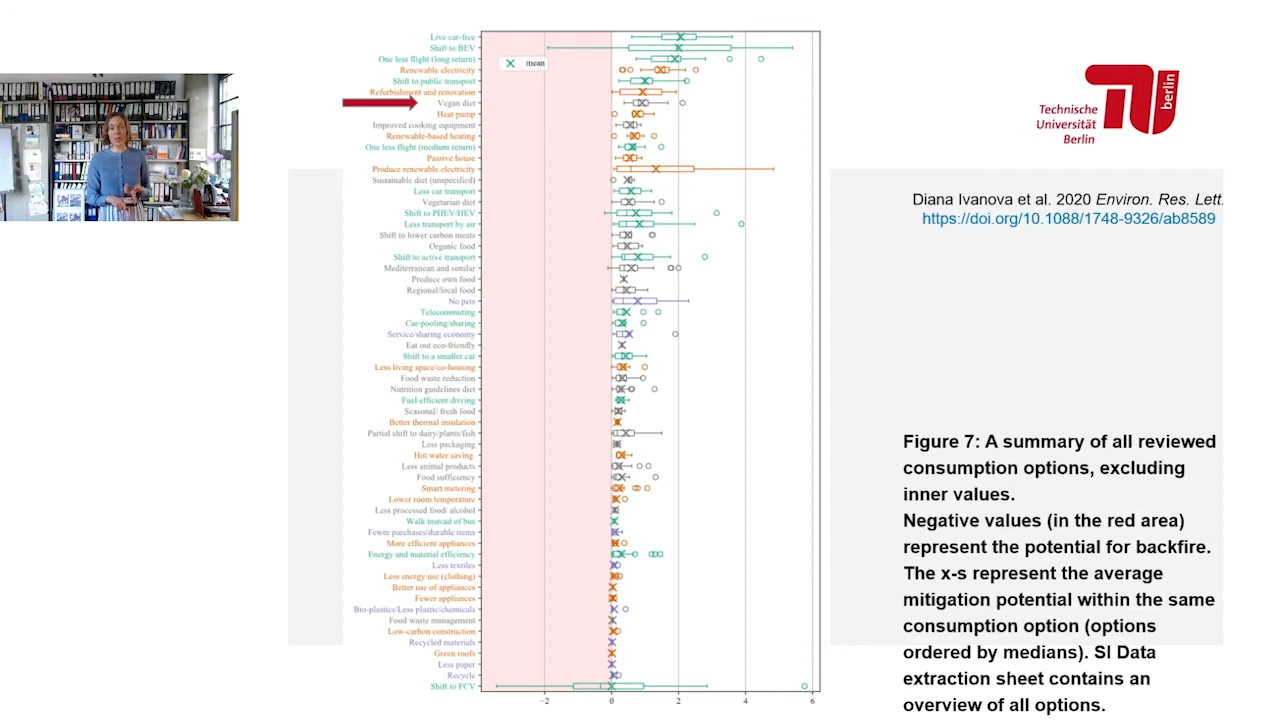 Live car-free
Shift to BEV
One less flight (long return)
Renewable electricity
Shift to public transport
Refurbishment and renovation
Vegan diet
Heat pump
Improved cooking equipment
Renewable-based heating
One less flight (medium return)
Passive house
Produce renewable electricity
Sustainable diet (unspecified)
Less car transport
Vegetarian diet
Shift to PHEV/HEV
Less transport by air
Shift to lower carbon meats
Organic food
Shift to active transport
Mediterranean and similar
Produce own food
Regional/local food
No pets
Telecommuting
Car-pooling/sharing
Service/sharing economy
Eat out eco-friendly
Shift to a smaller car
Less living space/co-housing
Food waste reduction
Nutrition guidelines diet
Fuel efficient driving
Seasonal/ fresh food
Better thermal insulation
Partial shift to dairy/plants/fish
Less packaging
Hot water saving
Less animal products
Food sufficiency
Smart metering
Lower room temperature
Less processed food/ alcohol
Walk instead of bus
Fewer purchases/durable items
More efficient appliances
Energy and material efficiency
Less textiles
Less energy use (clothing)
Better use of appliances
Fewer appliances
Bio-plastics/Less plastic/chemicals
Food waste management
Low-carbon construction
Recycled materials
Green roofs
Less paper
Recycle
Shift to FCV
mean
−2 0 2 4 6
Technische
Universität
Berlin
berlin
Diana Ivanova et al. 2020 Environ. Res. Lett.
https://doi.org/10.1088/1748-9326/ab8589
Figure 7: A summary of all reviewed
consumption options, excluding
inner values.
Negative values (in the red area)
represent the potential for backfire.
The x-s represent the average
mitigation potential within the same
consumption option (options
ordered by medians). SI Data
extraction sheet contains an
overview of all options.